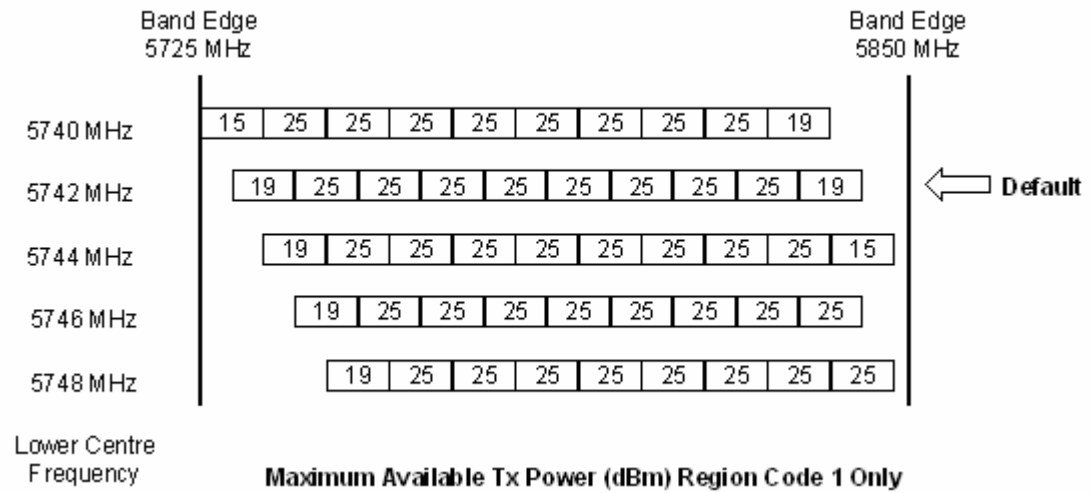 Band Edge
5725 MHz
Band Edge
5850 MHz
5740 MHz 15 25 25 25 25 25 25 25 25 19
5742 MHz 19 25 25 25 25 25 25 25 25 19
Default
5744 MHz 19 25 25 25 25 25 25 25 25 15
5746 MHz 19 25 25 25 25 25 25 25 25
5748 MHz 19 25 25 25 25 25 25 25 25
Lower Centre
Frequency
Maximum Available Tx Power (dBm) Region Code 1 Only